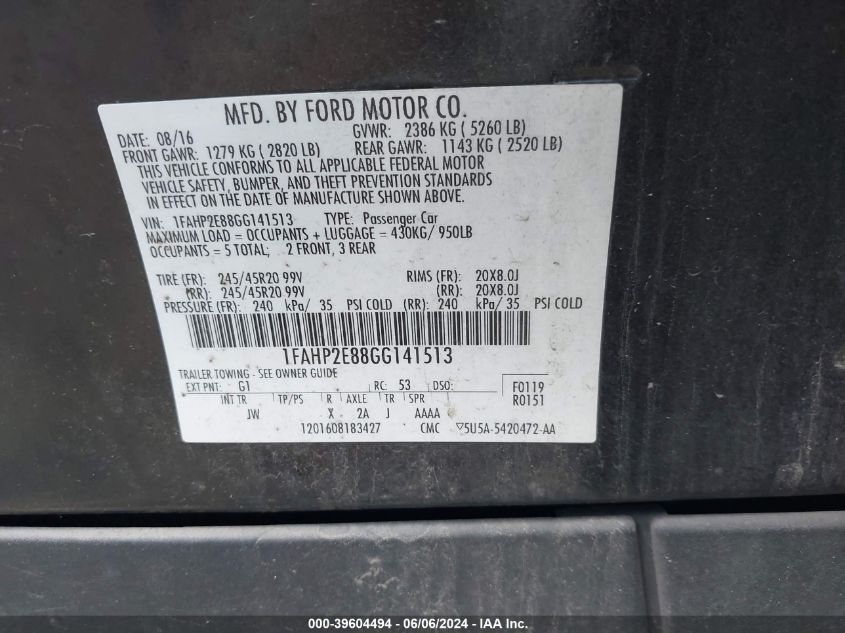 MFD. BY FORD MOTOR CO.
DATE: 08/16 GVWR: 2386 KG ( 5260 LB)
FRONT GAWR: 1279 KG ( 2820 LB) REAR GAWR: 1143 KG ( 2520 LB)
THIS VEHICLE CONFORMS TO ALL APPLICABLE FEDERAL MOTOR
VEHICLE SAFETY, BUMPER, AND THEFT PREVENTION STANDARDS
IN EFFECT ON THE DATE OF MANUFACTURE SHOWN ABOVE.
VIN: 1FAHP2E88GG141513 TYPE: Passenger Car
MAXIMUM LOAD = OCCUPANTS + LUGGAGE = 430KG/ 950LB
OCCUPANTS = 5 TOTAL; 2 FRONT, 3 REAR
TIRE (FR): 245/45R20 99V RIMS (FR): 20X8.0J
(RR): 245/45R20 99V (RR): 20X8.0J
PRESSURE (FR): 240 kPa/ 35 PSI COLD (RR): 240 kPa/ 35 PSI COLD
1FAHP2E88GG141513
TRAILER TOWING - SEE OWNER GUIDE
EXT PNT: G1 RC: 53 DSO: F0119
INT TR TP/PS R AXLE TR SPR R0151
JW X 2A J AAAA
1201608183427 CMC ▽5U5A-5420472-AA
000-39604494 - 06/06/2024 - USTX - IAA Inc.